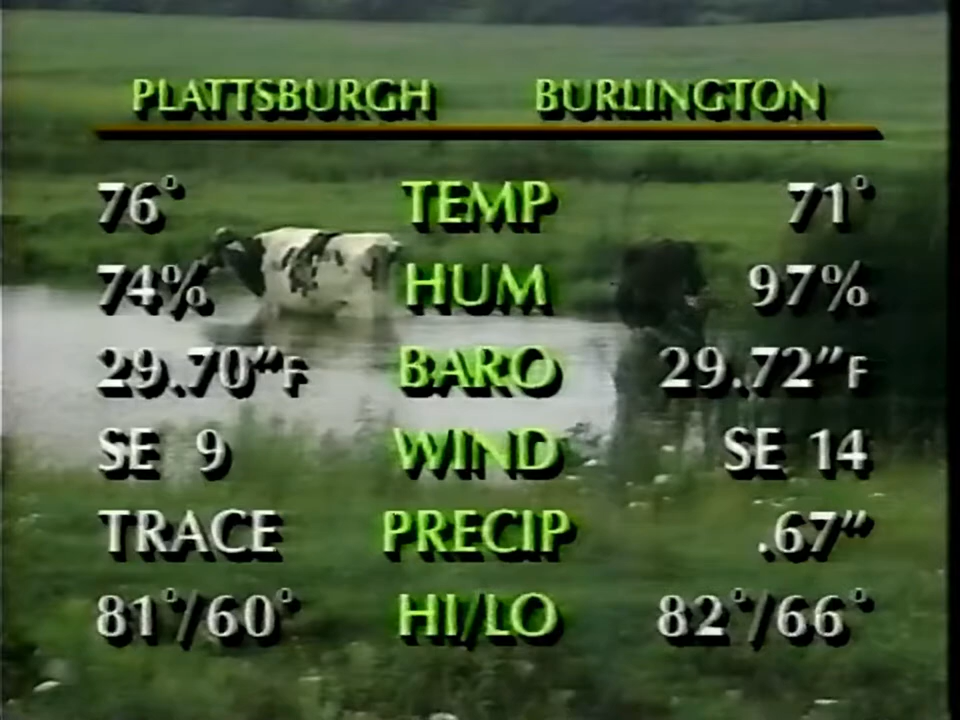 PLATTSBURGH BURLINGTON
76° TEMP 71°
74% HUM 97%
29.70"F BARO 29.72"F
SE 9 WIND SE 14
TRACE PRECIP .67"
81°/60° HI/LO 82°/66°